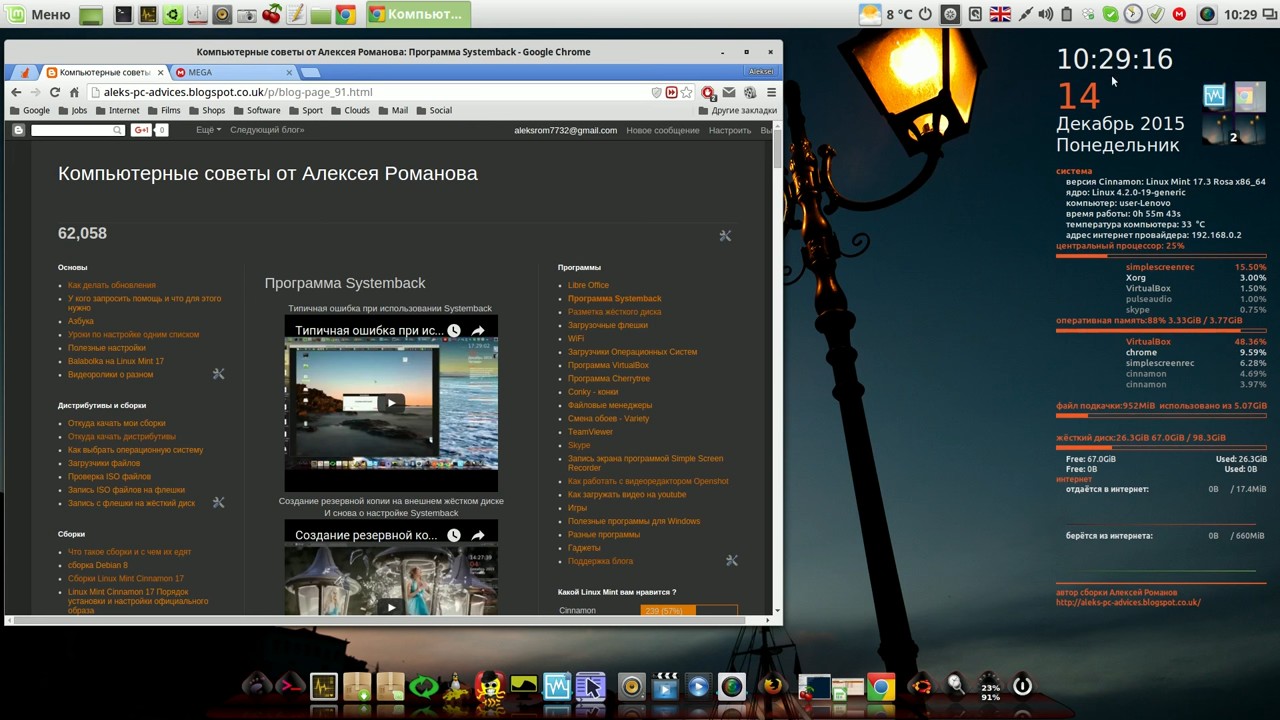 Меню
Компьют...
8 °C
10:29
Компьютерные советы от Алексея Романова: Программа Systemback - Google Chrome
Компьютерные советы
MEGA
Aleksei
aleks-pc-advices.blogspot.co.uk/p/blog-page_91.html
Google
Jobs
Internet
Films
Shops
Software
Sport
Clouds
Mail
Social
Другие закладки
G+1 0
Ещё
Следующий блог»
aleksrom7732@gmail.com
Новое сообщение
Настроить
Вы
Компьютерные советы от Алексея Романова
62,058
Основы
Как делать обновления
У кого запросить помощь и что для этого
нужно
Азбука
Уроки по настройке одним списком
Полезные настройки
Balabolka на Linux Mint 17
Видеоролики о разном
Дистрибутивы и сборки
Откуда качать мои сборки
Откуда качать дистрибутивы
Как выбрать операционную систему
Загрузчики файлов
Проверка ISO файлов
Запись ISO файлов на флешки
Запись с флешки на жёсткий диск
Сборки
Что такое сборки и с чем их едят
сборка Debian 8
Сборки Linux Mint Cinnamon 17
Linux Mint Cinnamon 17 Порядок
установки и настройки официального
образа
Программа Systemback
Типичная ошибка при использовании Systemback
Типичная ошибка при ис...
17:29:02
Создание резервной копии на внешнем жёстком диске
И снова о настройке Systemback
Создание резервной ко...
14:27:39
Программы
Libre Office
Программа Systemback
Разметка жёсткого диска
Загрузочные флешки
WiFi
Загрузчики Операционных Систем
Программа VirtualBox
Программа Cherrytree
Conky - конки
Файловые менеджеры
Смена обоев - Variety
TeamViewer
Skype
Запись экрана программой Simple Screen
Recorder
Как работать с видеоредактором Openshot
Как загружать видео на youtube
Игры
Полезные программы для Windows
Разные программы
Гаджеты
Поддержка блога
Какой Linux Mint вам нравится ?
Cinnamon
239 (57%)
10:29:16
14
Декабрь 2015
Понедельник
2
система
версия Cinnamon: Linux Mint 17.3 Rosa x86_64
ядро: Linux 4.2.0-19-generic
компьютер: user-Lenovo
время работы: 0h 55m 43s
температура компьютера: 33 °C
адрес интернет провайдера: 192.168.0.2
центральный процессор: 25%
simplescreenrec 15.50%
Xorg 3.00%
VirtualBox 1.50%
pulseaudio 1.00%
skype 0.75%
оперативная память:88% 3.33GiB / 3.77GiB
VirtualBox 48.36%
chrome 9.59%
simplescreenrec 6.28%
cinnamon 4.69%
cinnamon 3.97%
файл подкачки:952MiB использовано из 5.07GiB
жёсткий диск:26.3GiB 67.0GiB / 98.3GiB
Free: 67.0GiB Used: 26.3GiB
Free: 0B Used: 0B
интернет
отдаётся в интернет: 0B / 17.4MiB
берётся из интернета: 0B / 660MiB
автор сборки Алексей Романов
http://aleks-pc-advices.blogspot.co.uk/
23%
91%